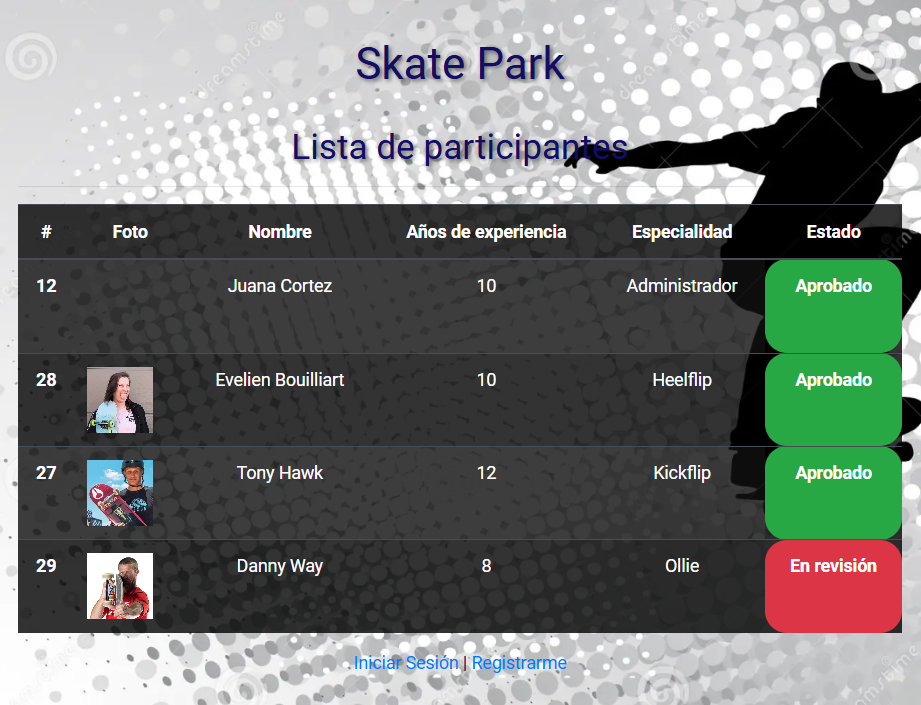 Skate Park
Lista de participantes
# Foto Nombre Años de experiencia Especialidad Estado
12 Juana Cortez 10 Administrador Aprobado
28 Evelien Bouilliart 10 Heelflip Aprobado
27 Tony Hawk 12 Kickflip Aprobado
29 Danny Way 8 Ollie En revisión
Iniciar Sesión | Registrarme
dreamstime
dreamstime